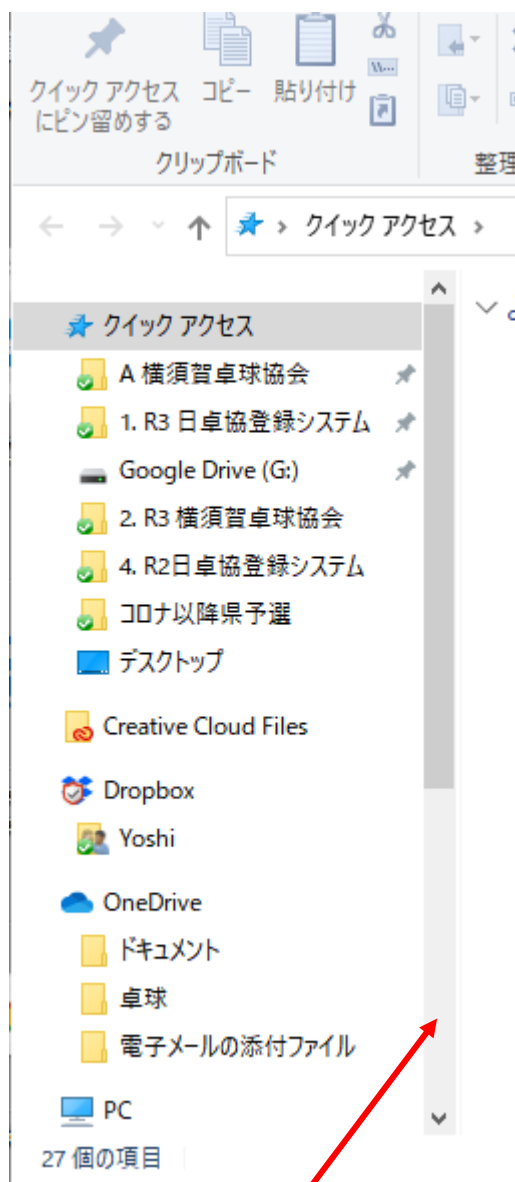 クイック アクセス
にピン留めする
コピー
貼り付け
クリップボード
整理
クイック アクセス
クイック アクセス
A 横須賀卓球協会
1. R3 日卓協登録システム
Google Drive (G:)
2. R3 横須賀卓球協会
4. R2日卓協登録システム
コロナ以降県予選
デスクトップ
Creative Cloud Files
Dropbox
Yoshi
OneDrive
ドキュメント
卓球
電子メールの添付ファイル
PC
27 個の項目